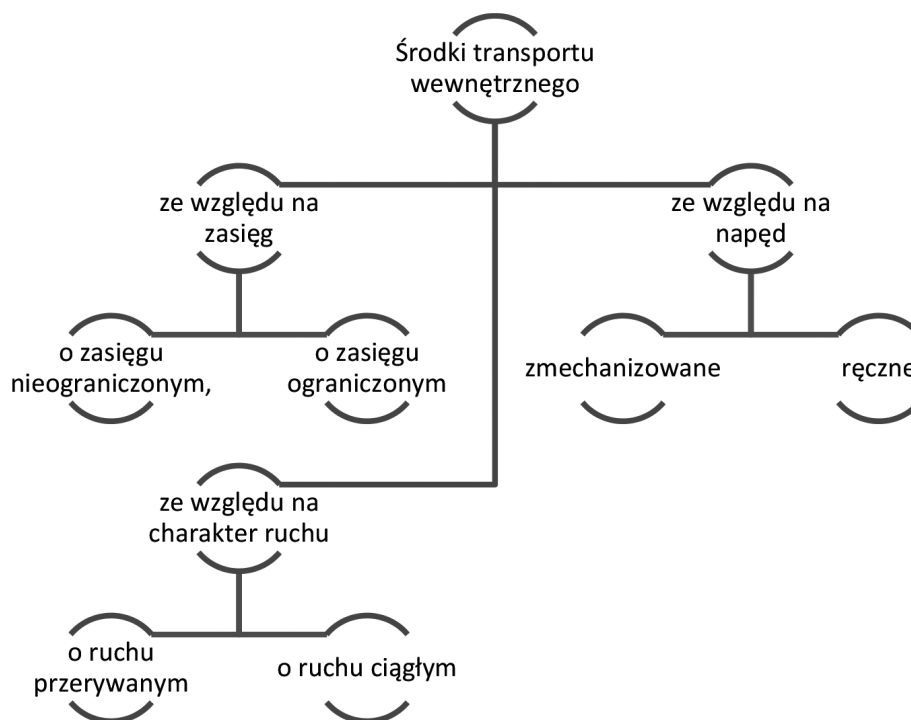 Środki transportu
wewnętrznego
ze względu na
zasięg
ze względu na
napęd
o zasięgu
nieograniczonym,
o zasięgu
ograniczonym
zmechanizowane
ręczne
ze względu na
charakter ruchu
o ruchu
przerywanym
o ruchu ciągłym